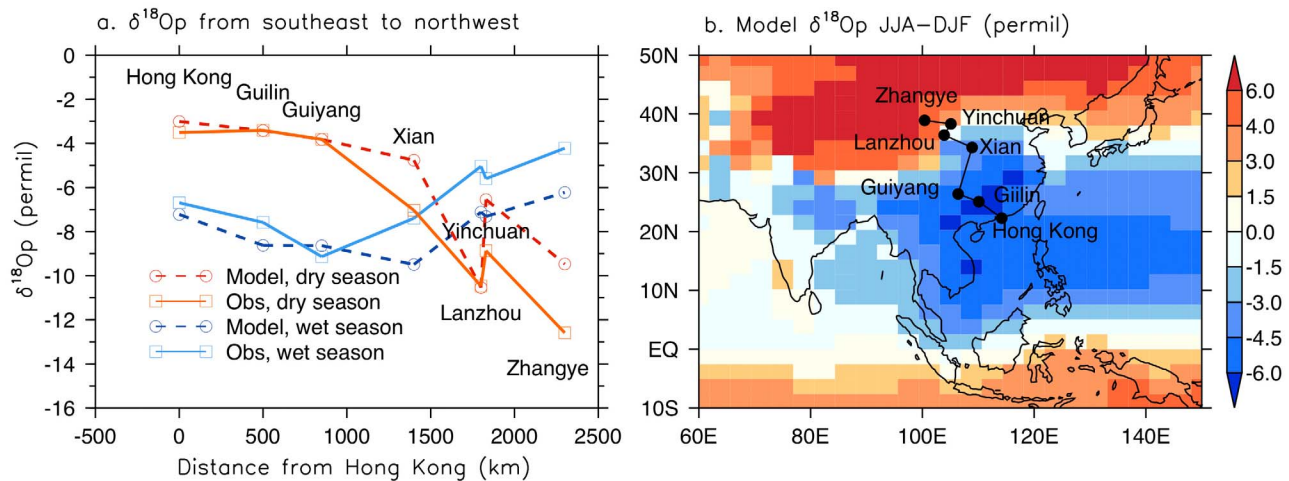 a. δ¹⁸Op from southeast to northwest
0
-2
-4
-6
-8
-10
-12
-14
-16
δ¹⁸Op (permil)
Hong Kong
Guilin
Guiyang
Xian
Yinchuan
Lanzhou
Zhangye
Model, dry season
Obs, dry season
Model, wet season
Obs, wet season
-500 0 500 1000 1500 2000 2500
Distance from Hong Kong (km)
b. Model δ¹⁸Op JJA-DJF (permil)
50N
40N
30N
20N
10N
EQ
10S
Zhangye
Yinchuan
Lanzhou
Xian
Guiyang
Giilin
Hong Kong
60E 80E 100E 120E 140E
6.0
4.0
3.0
1.5
0.0
-1.5
-3.0
-4.5
-6.0